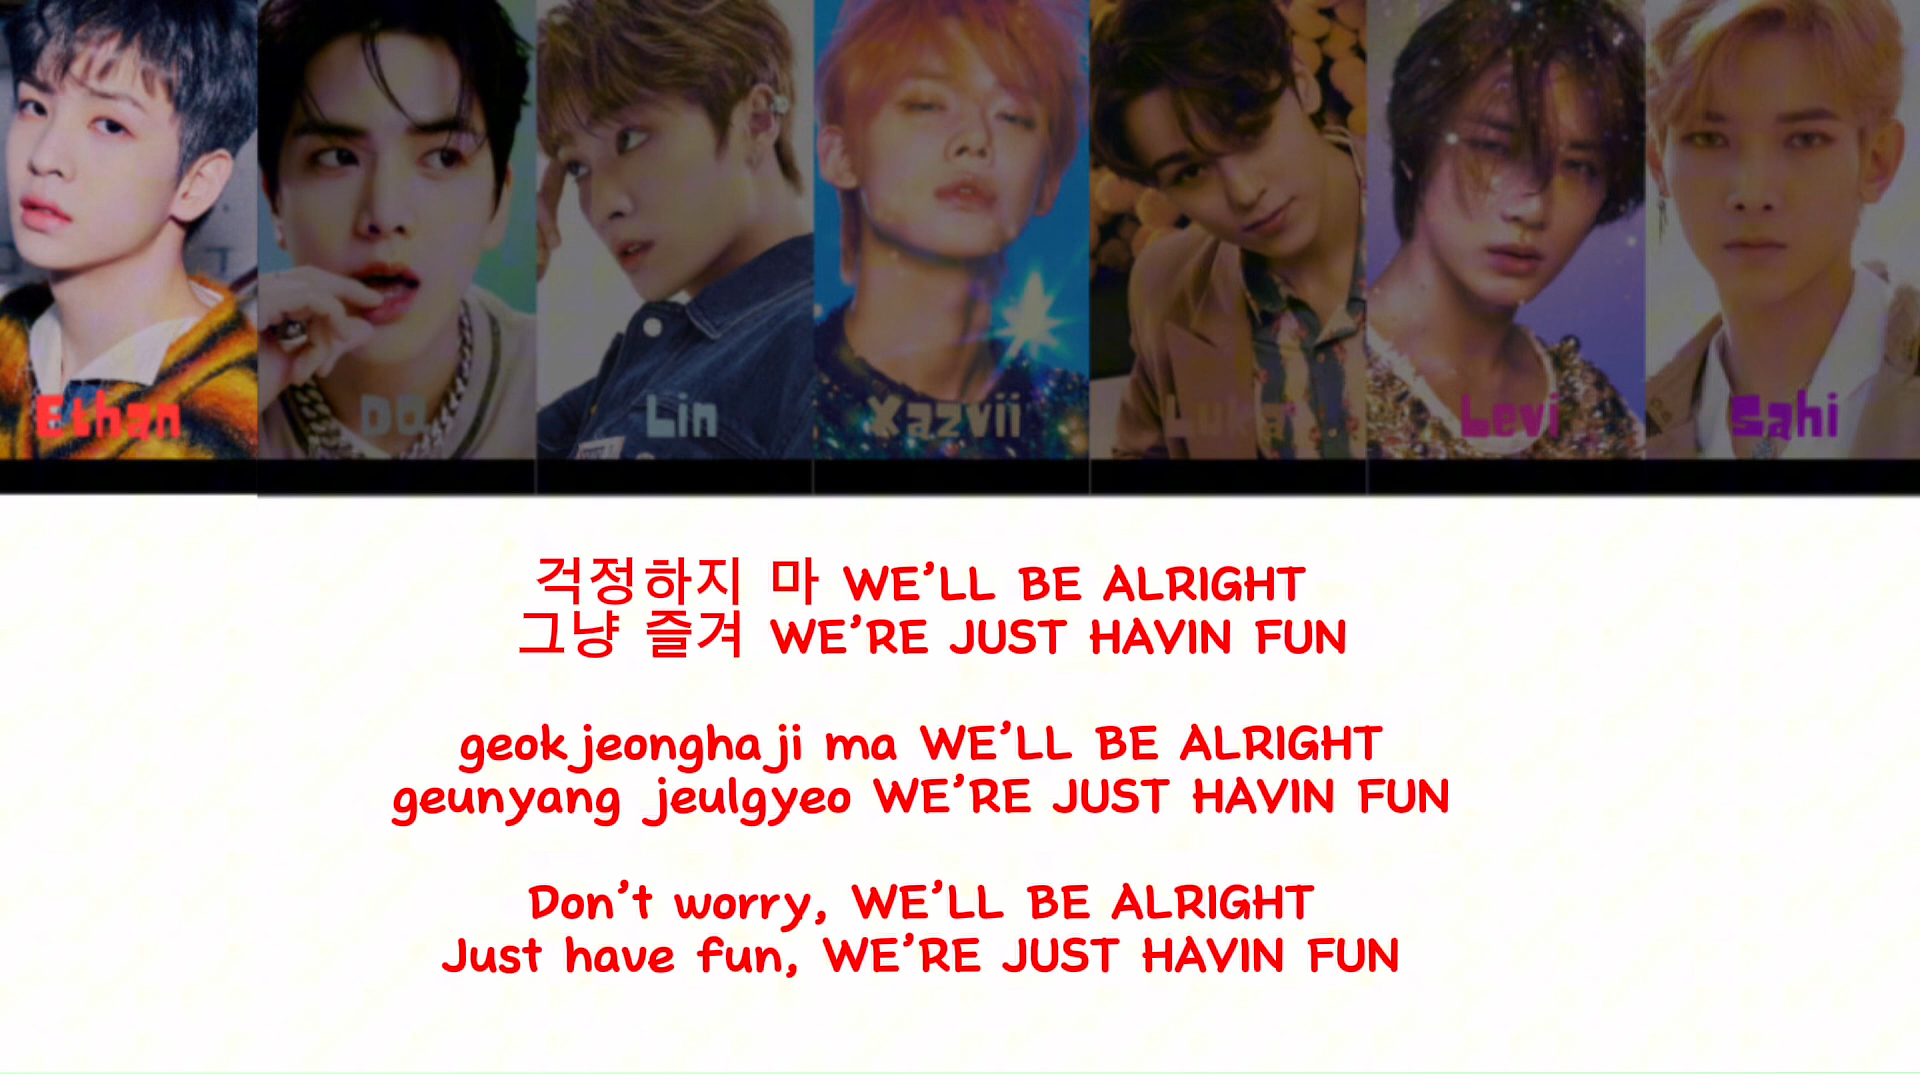 Ethan
DO
Lin
Xazvii
Lukas
Levi
Sahi
걱정하지 마 WE'LL BE ALRIGHT
그냥 즐겨 WE'RE JUST HAVIN FUN
geokjeonghaji ma WE'LL BE ALRIGHT
geunyang jeulgyeo WE'RE JUST HAVIN FUN
Don't worry, WE'LL BE ALRIGHT
Just have fun, WE'RE JUST HAVIN FUN